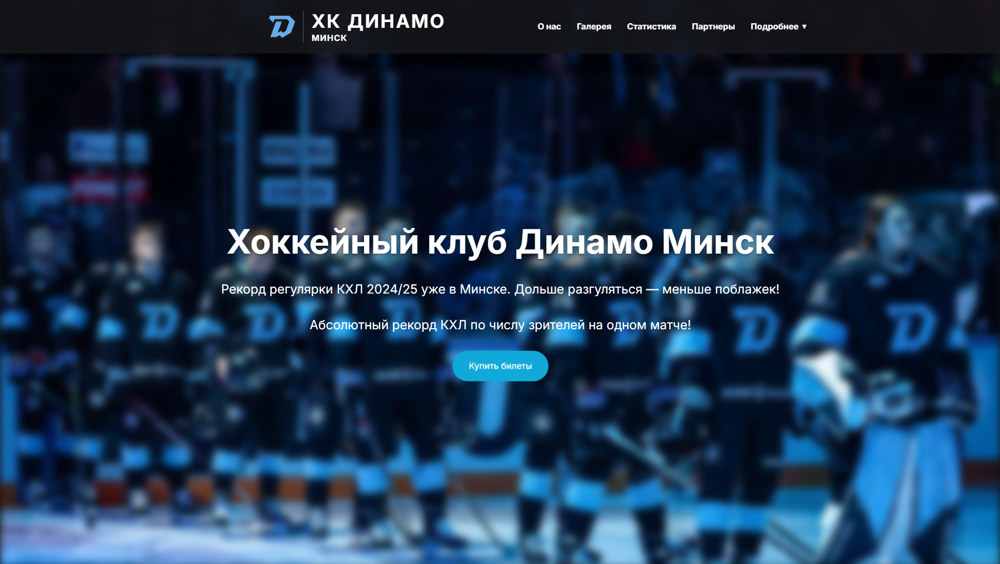 ХК ДИНАМО
МИНСК
О нас Галерея Статистика Партнеры Подробнее ▼
Хоккейный клуб Динамо Минск
Рекорд регулярки КХЛ 2024/25 уже в Минске. Дольше разгуляться — меньше поблажек!
Абсолютный рекорд КХЛ по числу зрителей на одном матче!
Купить билеты